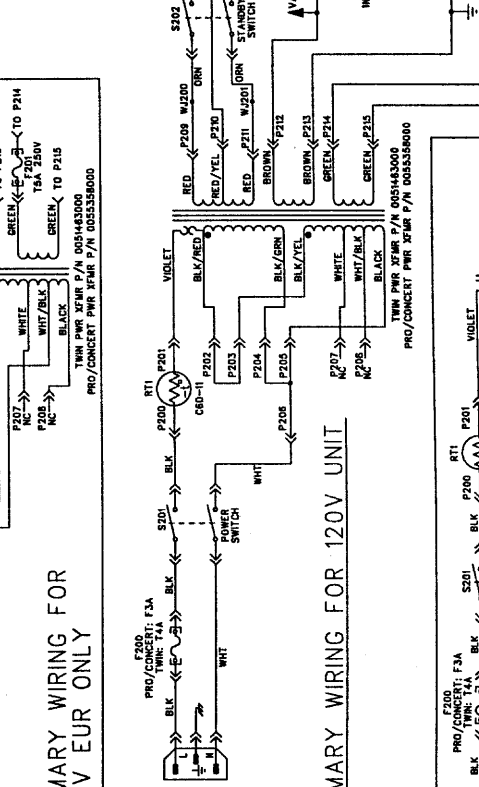 S202
STANDBY
SWITCH
ORN
ORN
WJ200
WJ201
P209
P210
P211
P212
P213
P214
P215
RED
RED/YEL
RED
BROWN
BROWN
GREEN
GREEN
TWIN PWR XFMR P/N 0051463000
PRO/CONCERT PWR XFMR P/N 0055358000
VIOLET
BLK/RED
BLK/GRN
BLK/YEL
WHITE
WHT/BLK
BLACK
P201
P202
P203
P204
P205
P207
NC
P208
NC
RT1
C6D-11
P200
P206
BLK
WHT
S201
POWER
SWITCH
BLK
F200
PRO/CONCERT: F3A
TWIN: T4A
WHT
BLK
L
N
MARY WIRING FOR 120V UNIT
TO P214
F201
T5A 250V
GREEN
GREEN
TO P215
TWIN PWR XFMR P/N 0051463000
PRO/CONCERT PWR XFMR P/N 0055358000
WHITE
WHT/BLK
BLACK
P207
NC
P208
NC
MARY WIRING FOR
V EUR ONLY
VIOLET
P201
RT1
P200
BLK
S201
BLK
F200
PRO/CONCERT: F3A
TWIN: T4A
BLK